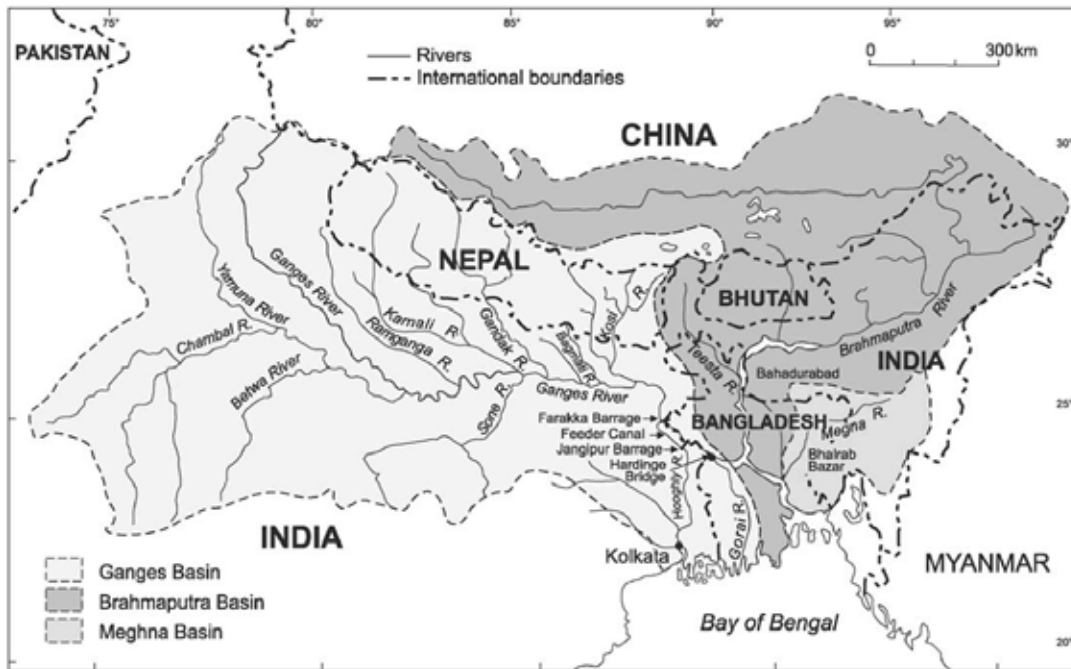 75°
80°
85°
90°
95°
PAKISTAN
Rivers
International boundaries
0 300 km
CHINA
30°
NEPAL
BHUTAN
Yamuna River
Ganges River
Karnali R.
Ramganga R.
Gandak R.
Bagmati R.
Kosi R.
Teesta R.
Brahmaputra River
INDIA
Chambal R.
Betwa River
Sone R.
Ganges River
Bahadurabad
25°
BANGLADESH
Megna R.
Farakka Barrage
Feeder Canal
Jangipur Barrage
Hardinge
Bridge
Bhairab
Bazar
Hooghly R.
Gorai R.
INDIA
Kolkata
MYANMAR
Bay of Bengal
20°
Ganges Basin
Brahmaputra Basin
Meghna Basin